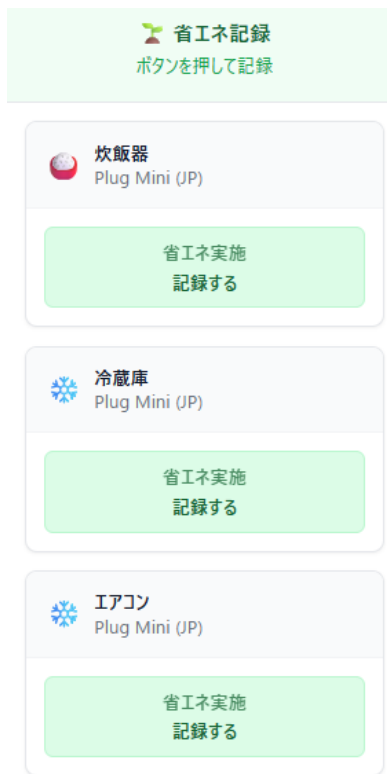 省エネ記録
ボタンを押して記録
炊飯器
Plug Mini (JP)
省エネ実施
記録する
冷蔵庫
Plug Mini (JP)
省エネ実施
記録する
エアコン
Plug Mini (JP)
省エネ実施
記録する